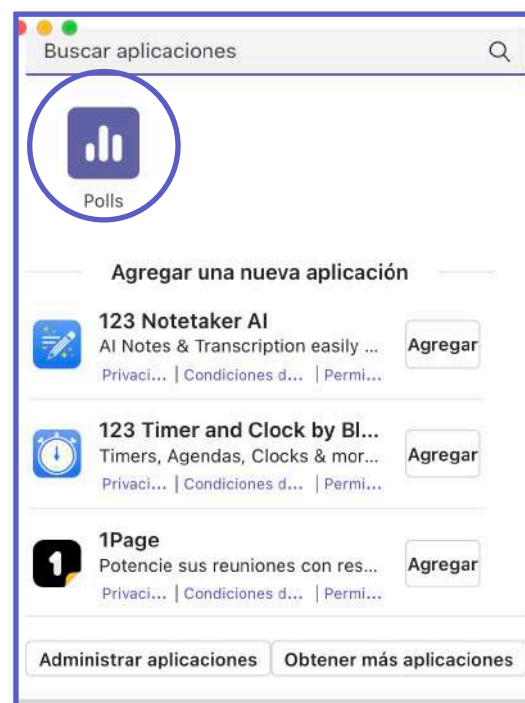 Buscar aplicaciones
Polls
Agregar una nueva aplicación
123 Notetaker AI
AI Notes & Transcription easily ...
Agregar
Privaci... | Condiciones d... | Permi...
123 Timer and Clock by Bl...
Timers, Agendas, Clocks & mor...
Agregar
Privaci... | Condiciones d... | Permi...
1
1Page
Potencie sus reuniones con res...
Agregar
Privaci... | Condiciones d... | Permi...
Administrar aplicaciones
Obtener más aplicaciones